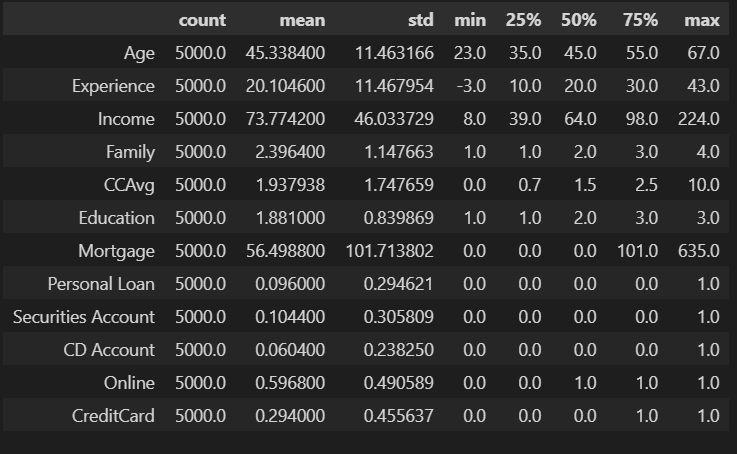 count mean std min 25% 50% 75% max
Age 5000.0 45.338400 11.463166 23.0 35.0 45.0 55.0 67.0
Experience 5000.0 20.104600 11.467954 -3.0 10.0 20.0 30.0 43.0
Income 5000.0 73.774200 46.033729 8.0 39.0 64.0 98.0 224.0
Family 5000.0 2.396400 1.147663 1.0 1.0 2.0 3.0 4.0
CCAvg 5000.0 1.937938 1.747659 0.0 0.7 1.5 2.5 10.0
Education 5000.0 1.881000 0.839869 1.0 1.0 2.0 3.0 3.0
Mortgage 5000.0 56.498800 101.713802 0.0 0.0 0.0 101.0 635.0
Personal Loan 5000.0 0.096000 0.294621 0.0 0.0 0.0 0.0 1.0
Securities Account 5000.0 0.104400 0.305809 0.0 0.0 0.0 0.0 1.0
CD Account 5000.0 0.060400 0.238250 0.0 0.0 0.0 0.0 1.0
Online 5000.0 0.596800 0.490589 0.0 0.0 1.0 1.0 1.0
CreditCard 5000.0 0.294000 0.455637 0.0 0.0 0.0 1.0 1.0